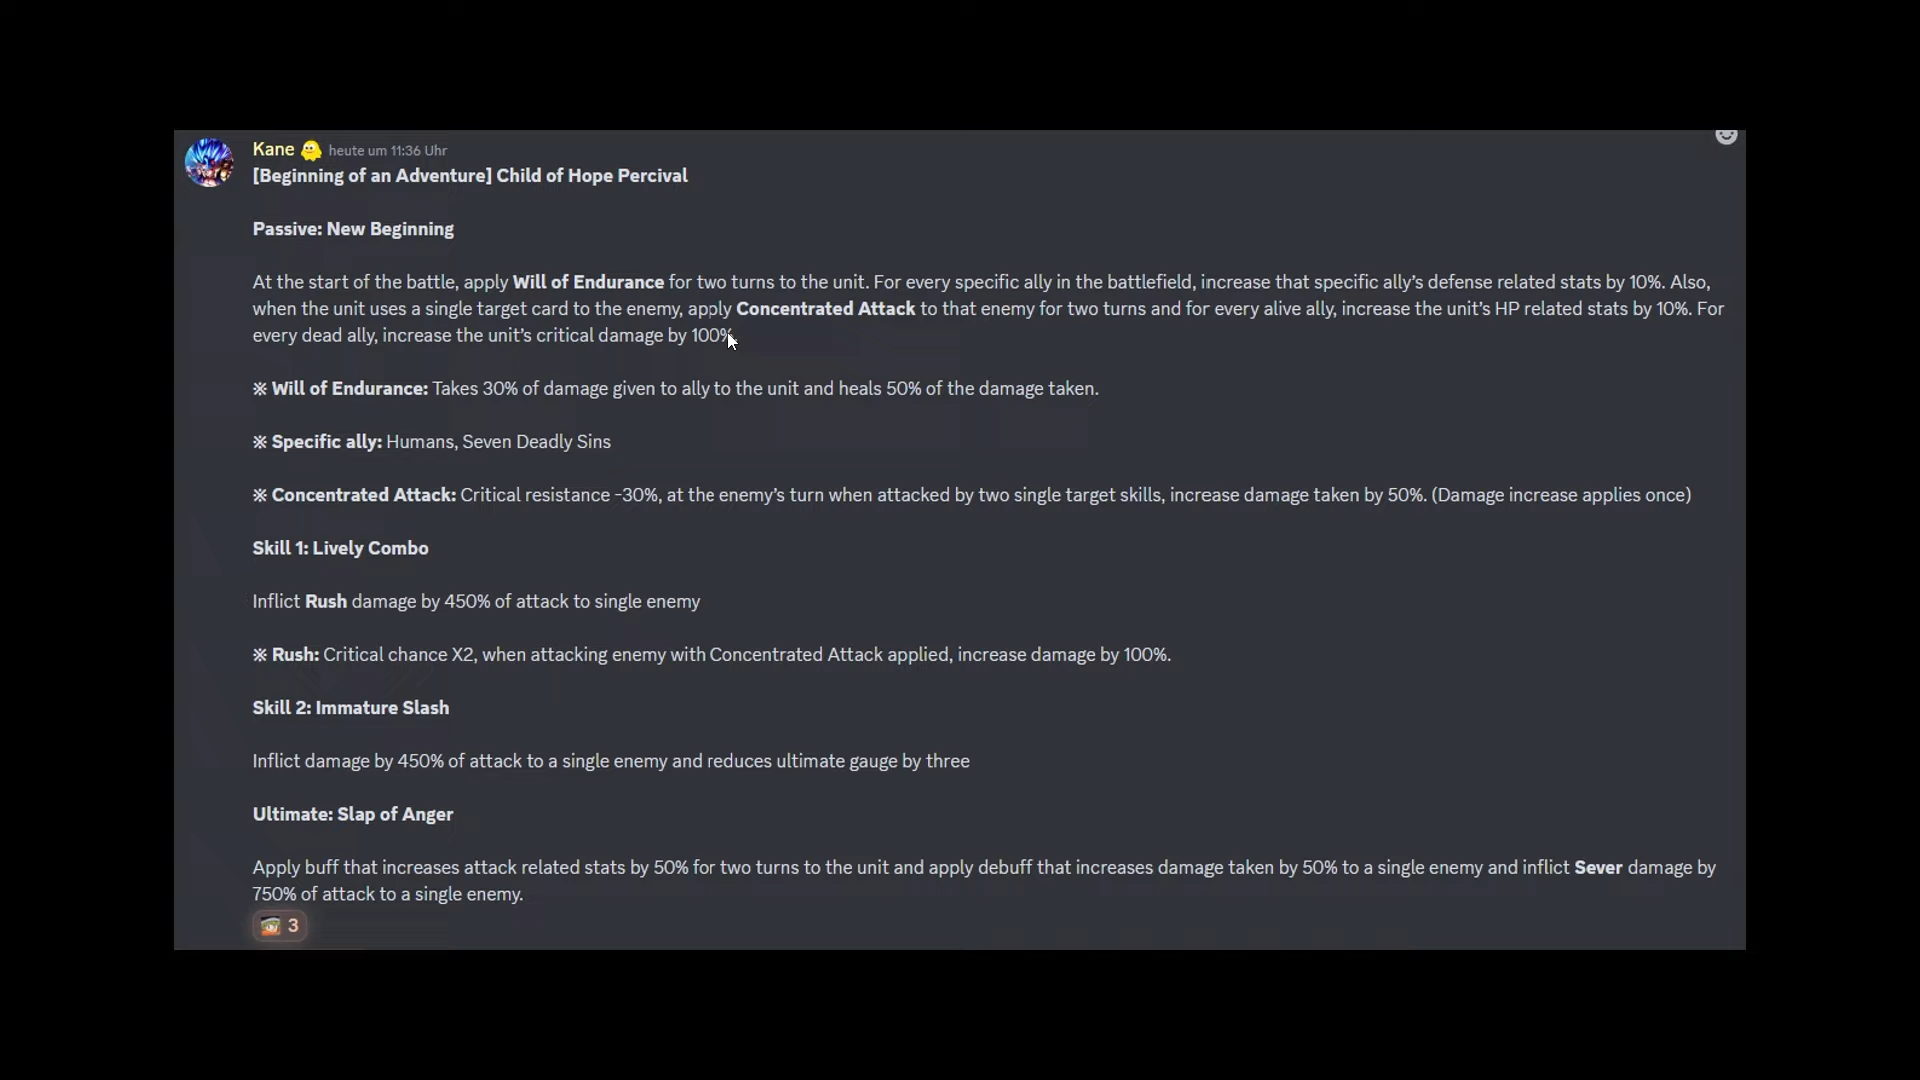 Kane heute um 11:36 Uhr
[Beginning of an Adventure] Child of Hope Percival
Passive: New Beginning
At the start of the battle, apply Will of Endurance for two turns to the unit. For every specific ally in the battlefield, increase that specific ally's defense related stats by 10%. Also,
when the unit uses a single target card to the enemy, apply Concentrated Attack to that enemy for two turns and for every alive ally, increase the unit's HP related stats by 10%. For
every dead ally, increase the unit's critical damage by 100%
※ Will of Endurance: Takes 30% of damage given to ally to the unit and heals 50% of the damage taken.
※ Specific ally: Humans, Seven Deadly Sins
※ Concentrated Attack: Critical resistance -30%, at the enemy's turn when attacked by two single target skills, increase damage taken by 50%. (Damage increase applies once)
Skill 1: Lively Combo
Inflict Rush damage by 450% of attack to single enemy
※ Rush: Critical chance X2, when attacking enemy with Concentrated Attack applied, increase damage by 100%.
Skill 2: Immature Slash
Inflict damage by 450% of attack to a single enemy and reduces ultimate gauge by three
Ultimate: Slap of Anger
Apply buff that increases attack related stats by 50% for two turns to the unit and apply debuff that increases damage taken by 50% to a single enemy and inflict Sever damage by
750% of attack to a single enemy.
3